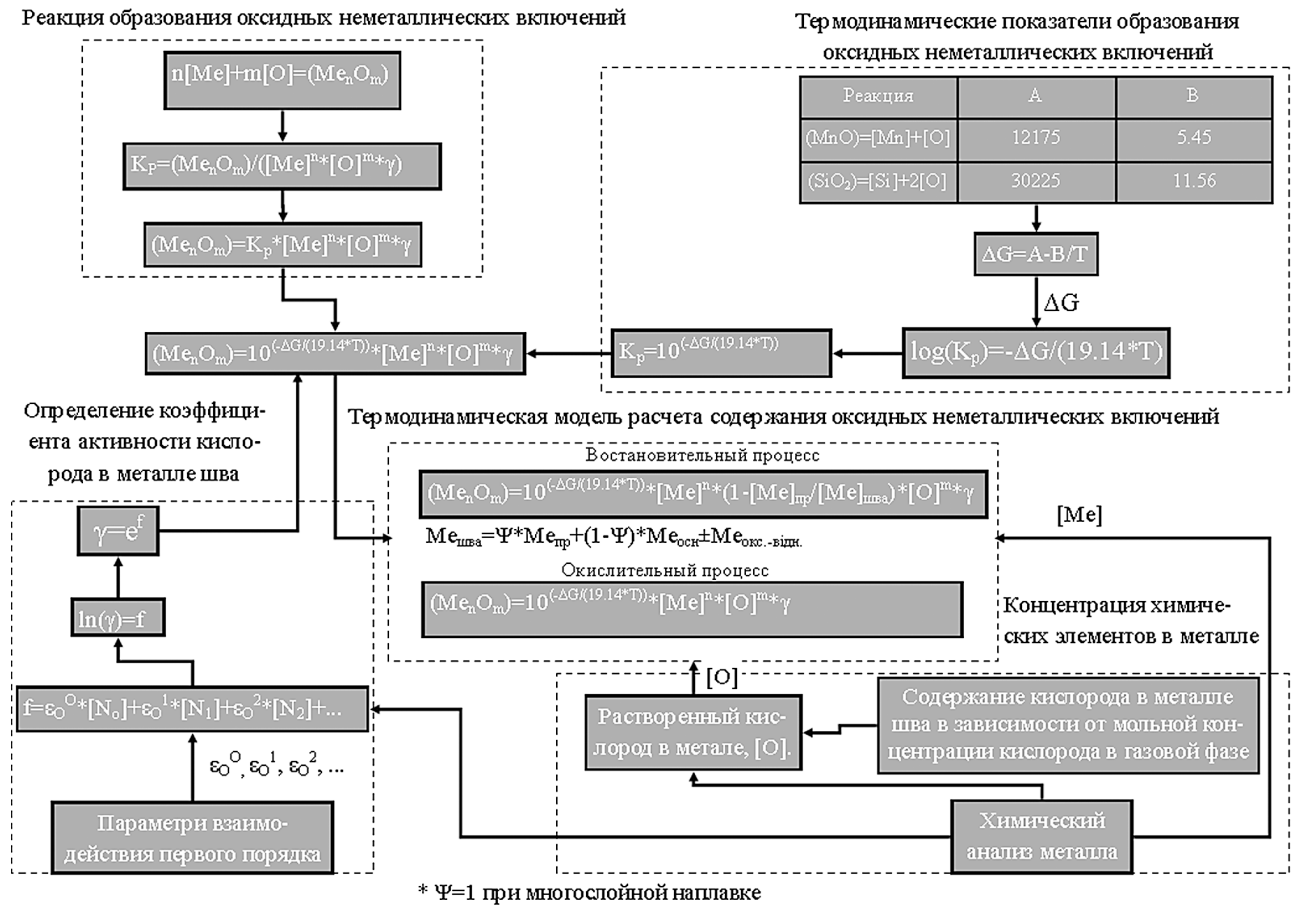 Реакция образования оксидных неметаллических включений
n[Me]+m[O]=(MenOm)
KP=(MenOm)/([Me]n*[O]m*γ)
(MenOm)=Kp*[Me]n*[O]m*γ
Термодинамические показатели образования
оксидных неметаллических включений
Реакция A B
(MnO)=[Mn]+[O] 12175 5.45
(SiO2)=[Si]+2[O] 30225 11.56
ΔG=A-B/T
ΔG
log(Kp)=-ΔG/(19.14*T)
Kp=10(-ΔG/(19.14*T))
(MenOm)=10(-ΔG/(19.14*T))*[Me]n*[O]m*γ
Определение коэффици-
ента активности кисло-
рода в металле шва
γ=ef
ln(γ)=f
f=εOO*[No]+εO1*[N1]+εO2*[N2]+...
εOO, εO1, εO2, ...
Параметри взаимо-
действия первого порядка
Термодинамическая модель расчета содержания оксидных неметаллических включений
Востановительный процесс
(MenOm)=10(-ΔG/(19.14*T))*[Me]n*(1-[Me]пр/[Me]шва)*[O]m*γ
Meшва=Ψ*Meпр+(1-Ψ)*Meосн±Meокс.-відн.
Окислительный процесс
(MenOm)=10(-ΔG/(19.14*T))*[Me]n*[O]m*γ
[Me]
Концентрация химиче-
ских элементов в металле
[O]
Растворенный кис-
лород в метале, [O].
Содержание кислорода в металле
шва в зависимости от мольной кон-
центрации кислорода в газовой фазе
Химический
анализ металла
* Ψ=1 при многослойной наплавке